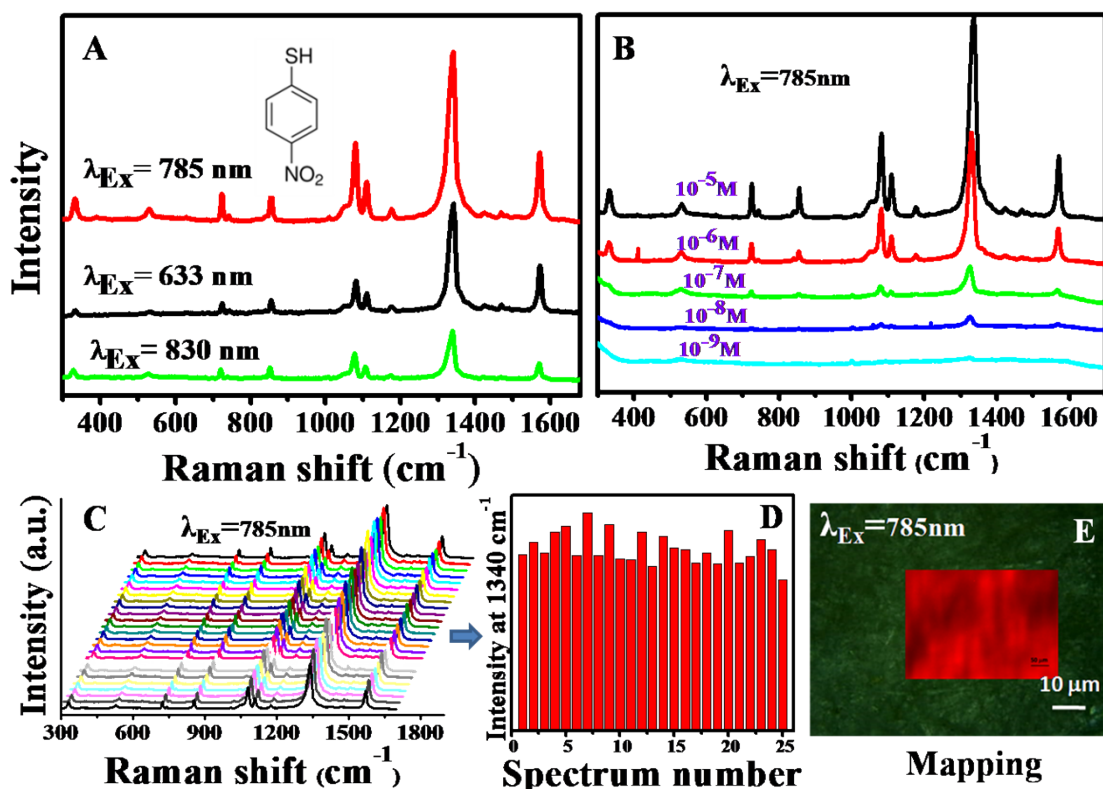 A
SH
NO₂
λEx= 785 nm
λEx= 633 nm
λEx= 830 nm
Intensity
400 600 800 1000 1200 1400 1600
Raman shift (cm⁻¹)
B
λEx=785nm
10⁻⁵M
10⁻⁶M
10⁻⁷M
10⁻⁸M
10⁻⁹M
400 600 800 1000 1200 1400 1600
Raman shift (cm⁻¹)
C
λEx=785nm
Intensity (a.u.)
300 600 900 1200 1500 1800
Raman shift (cm⁻¹)
D
Intensity at 1340 cm⁻¹
0 5 10 15 20 25
Spectrum number
λEx=785nm
E
10 µm
Mapping